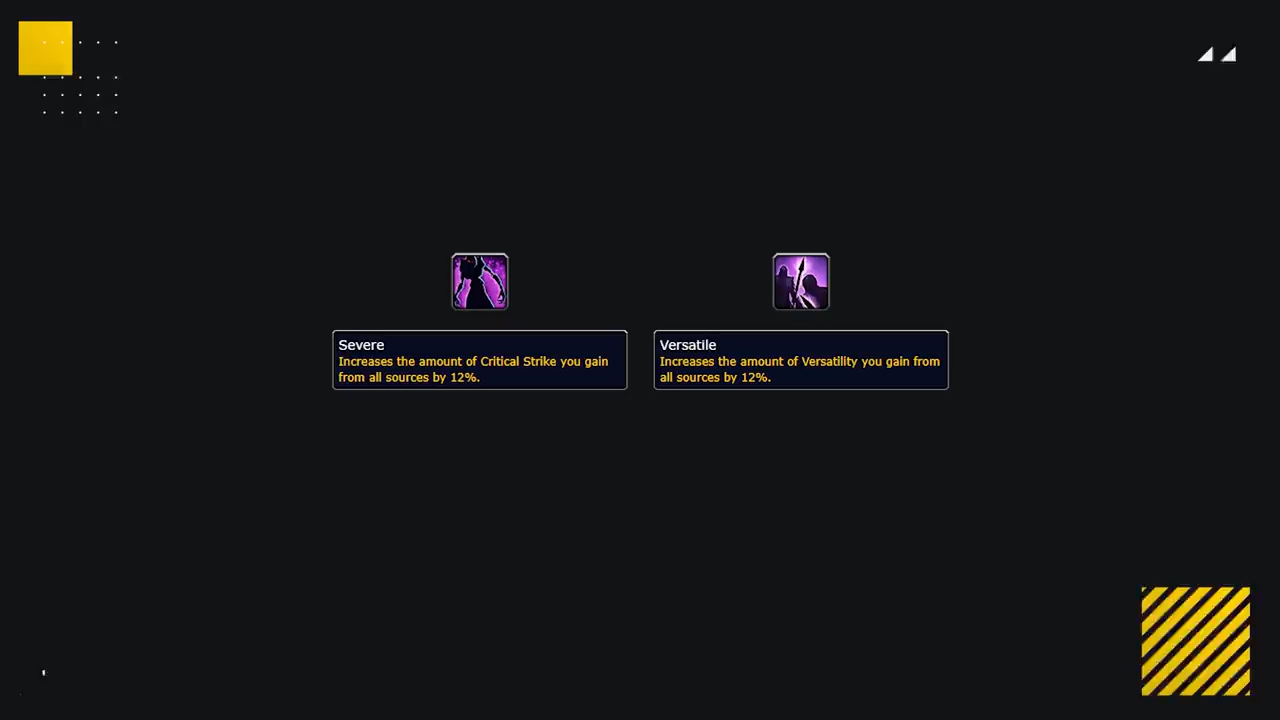 Severe
Increases the amount of Critical Strike you gain
from all sources by 12%.
Versatile
Increases the amount of Versatility you gain from
all sources by 12%.